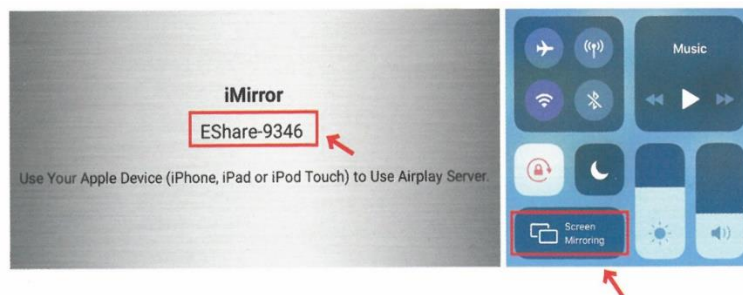 iMirror
EShare-9346
Use Your Apple Device (iPhone, iPad or iPod Touch) to Use Airplay Server.
Music
Screen
Mirroring